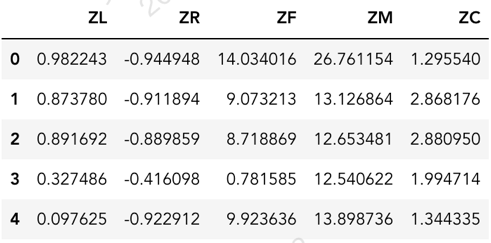 ZL ZR ZF ZM ZC
0 0.982243 -0.944948 14.034016 26.761154 1.295540
1 0.873780 -0.911894 9.073213 13.126864 2.868176
2 0.891692 -0.889859 8.718869 12.653481 2.880950
3 0.327486 -0.416098 0.781585 12.540622 1.994714
4 0.097625 -0.922912 9.923636 13.898736 1.344335